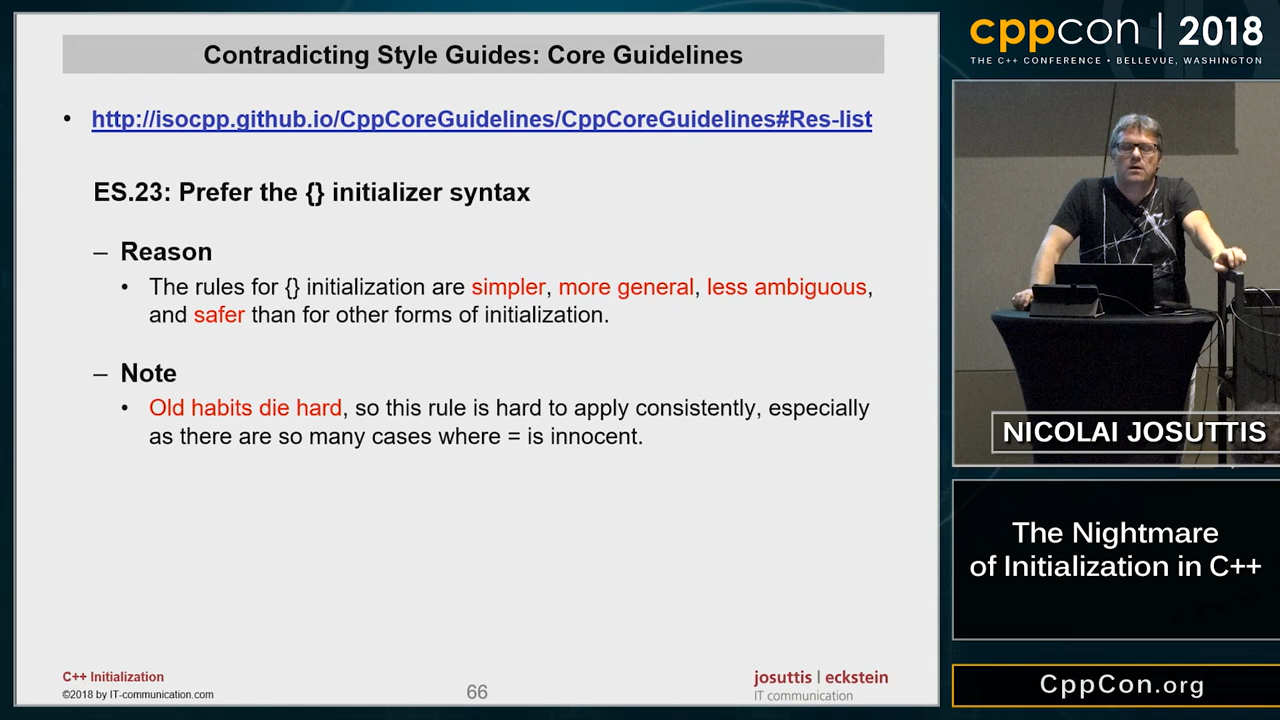 Contradicting Style Guides: Core Guidelines
• http://isocpp.github.io/CppCoreGuidelines/CppCoreGuidelines#Res-list
ES.23: Prefer the {} initializer syntax
– Reason
• The rules for {} initialization are simpler, more general, less ambiguous,
and safer than for other forms of initialization.
– Note
• Old habits die hard, so this rule is hard to apply consistently, especially
as there are so many cases where = is innocent.
C++ Initialization
©2018 by IT-communication.com
66
josuttis | eckstein
IT communication
cppcon | 2018
THE C++ CONFERENCE • BELLEVUE, WASHINGTON
NICOLAI JOSUTTIS
The Nightmare
of Initialization in C++
CppCon.org